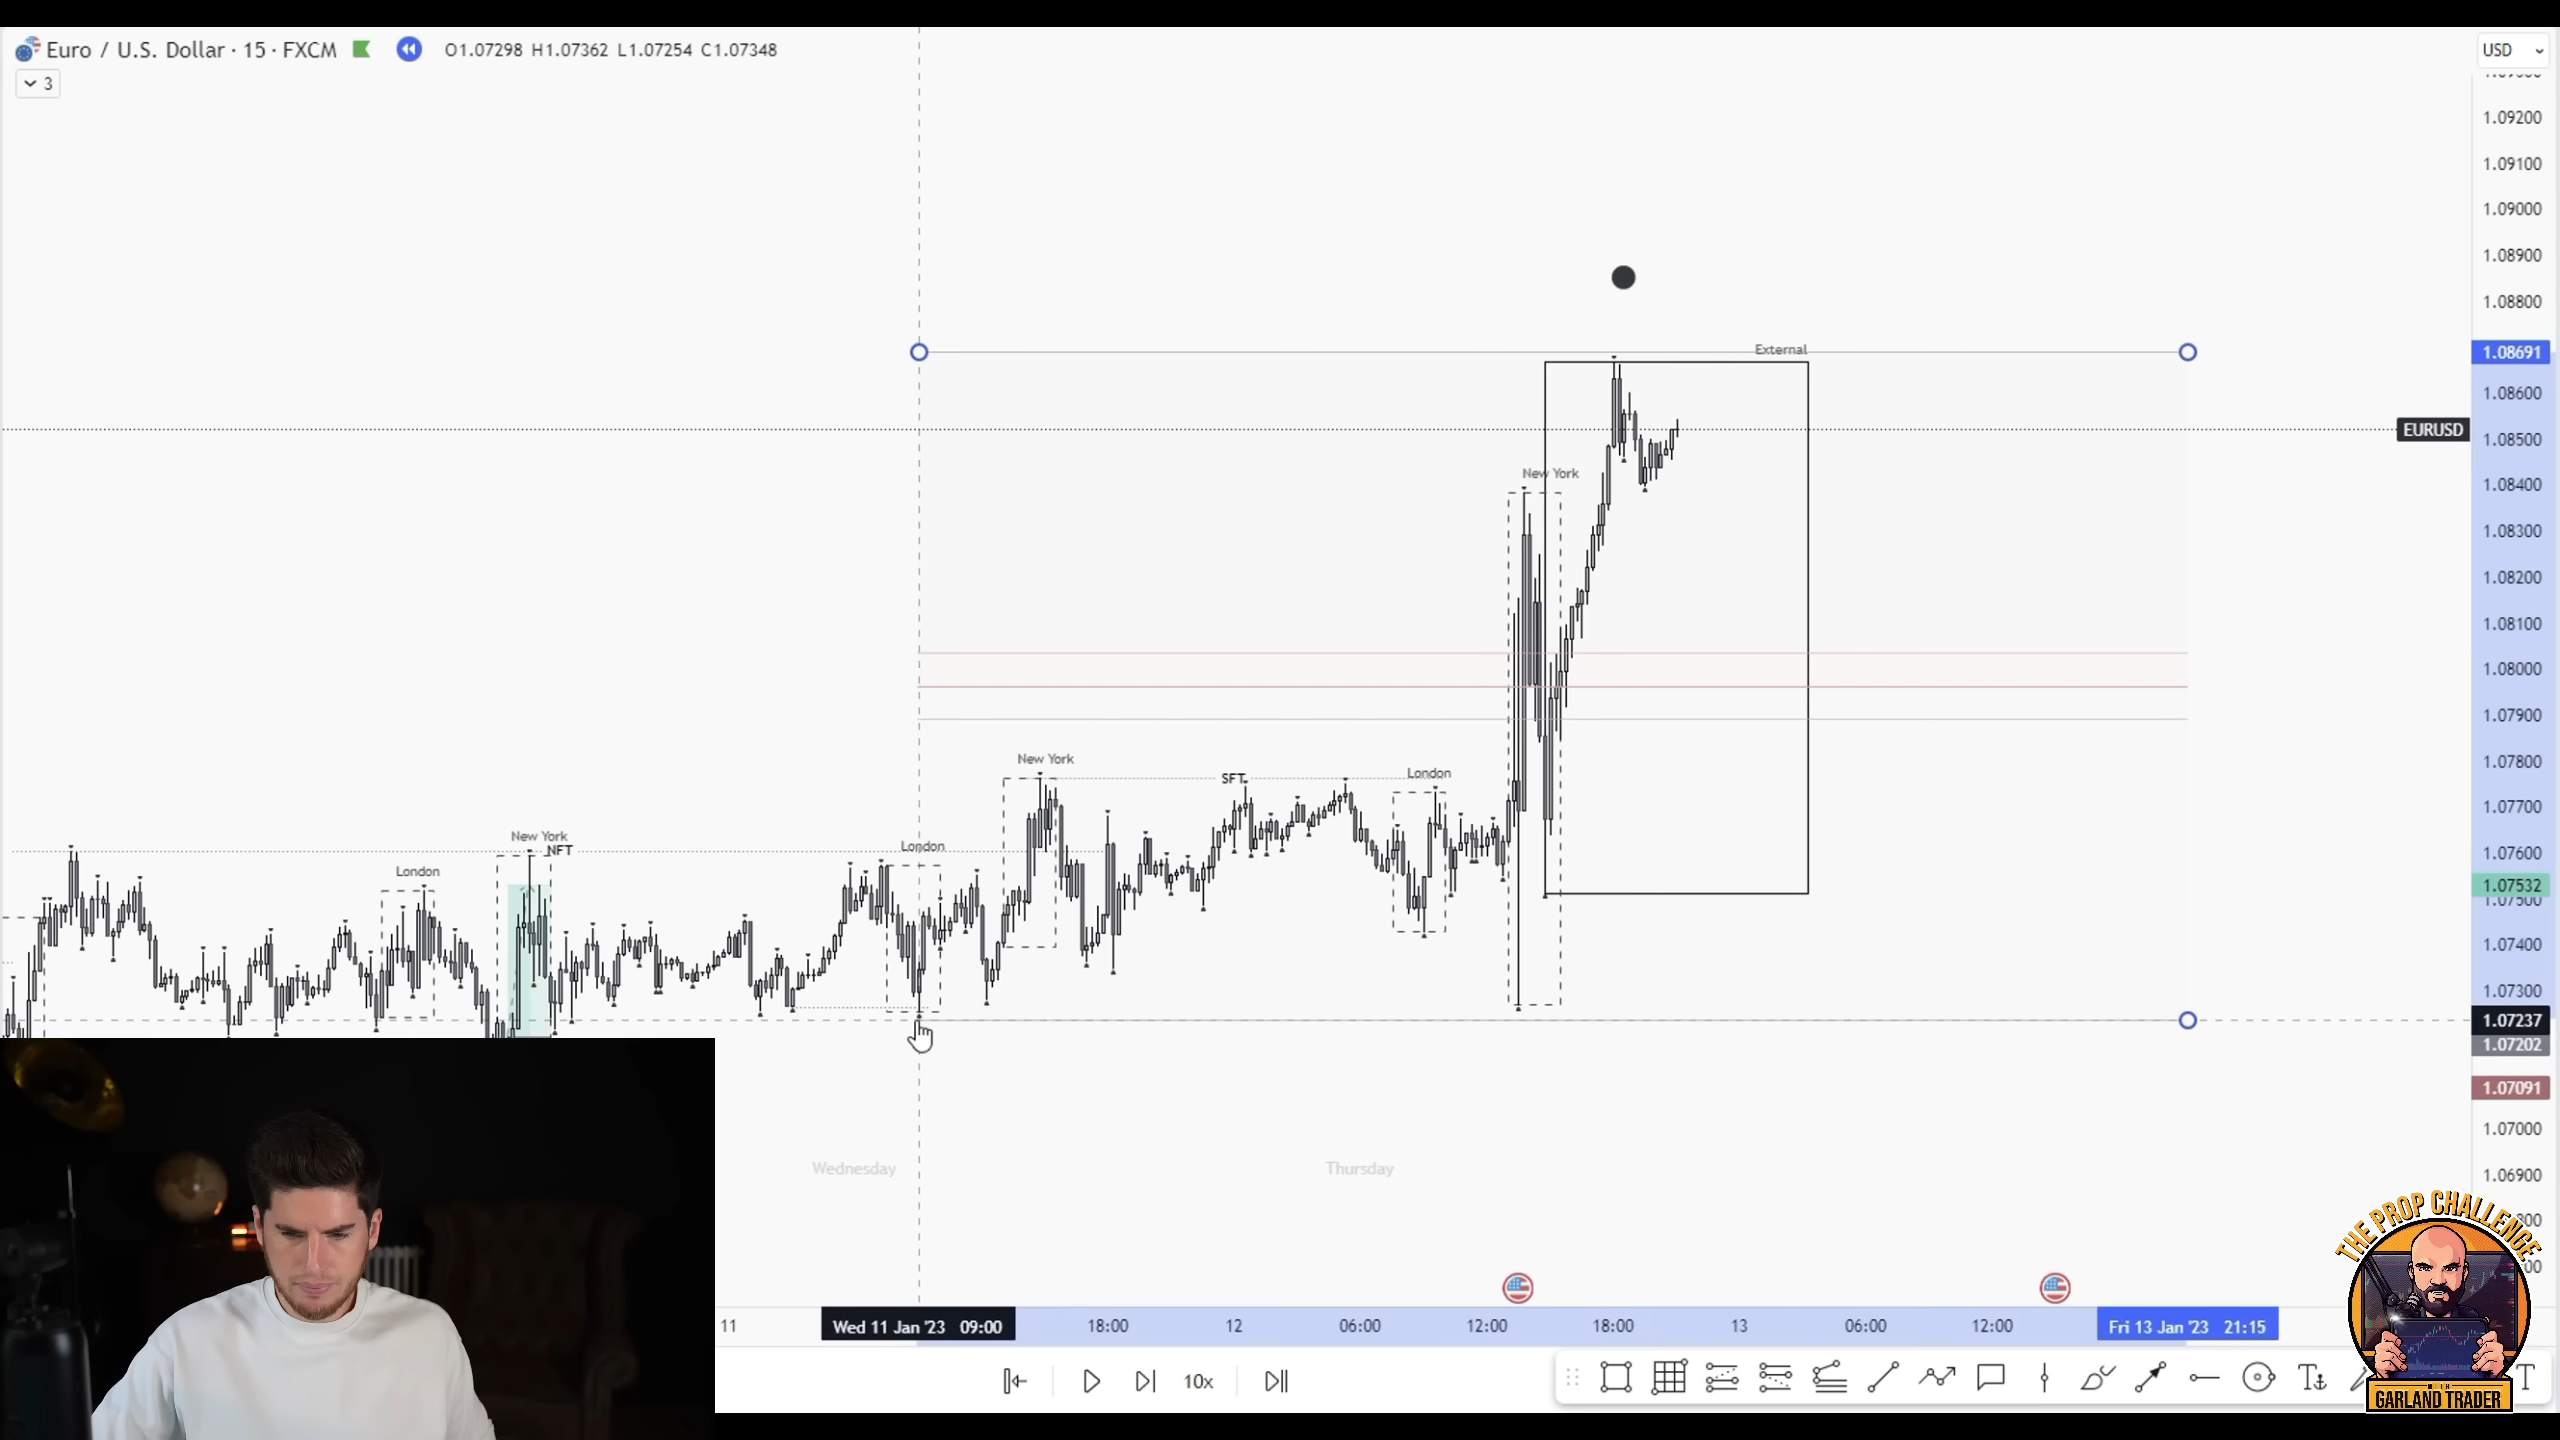 Euro / U.S. Dollar · 15 · FXCM O1.07298 H1.07362 L1.07254 C1.07348
3
USD
1.09200
1.09100
1.09000
1.08900
1.08800
External
1.08691
1.08600
EURUSD
1.08500
New York
1.08400
1.08300
1.08200
1.08100
1.08000
1.07900
New York
1.07800
SFT
London
1.07700
New York
NFT
London
1.07600
London
1.07532
1.07500
1.07400
1.07300
1.07237
1.07202
1.07091
1.07000
Wednesday
Thursday
1.06900
11
Wed 11 Jan '23 09:00
18:00
12
06:00
12:00
18:00
13
06:00
12:00
Fri 13 Jan '23 21:15
10x
THE PROP CHALLENGE
WITH
GARLAND TRADER